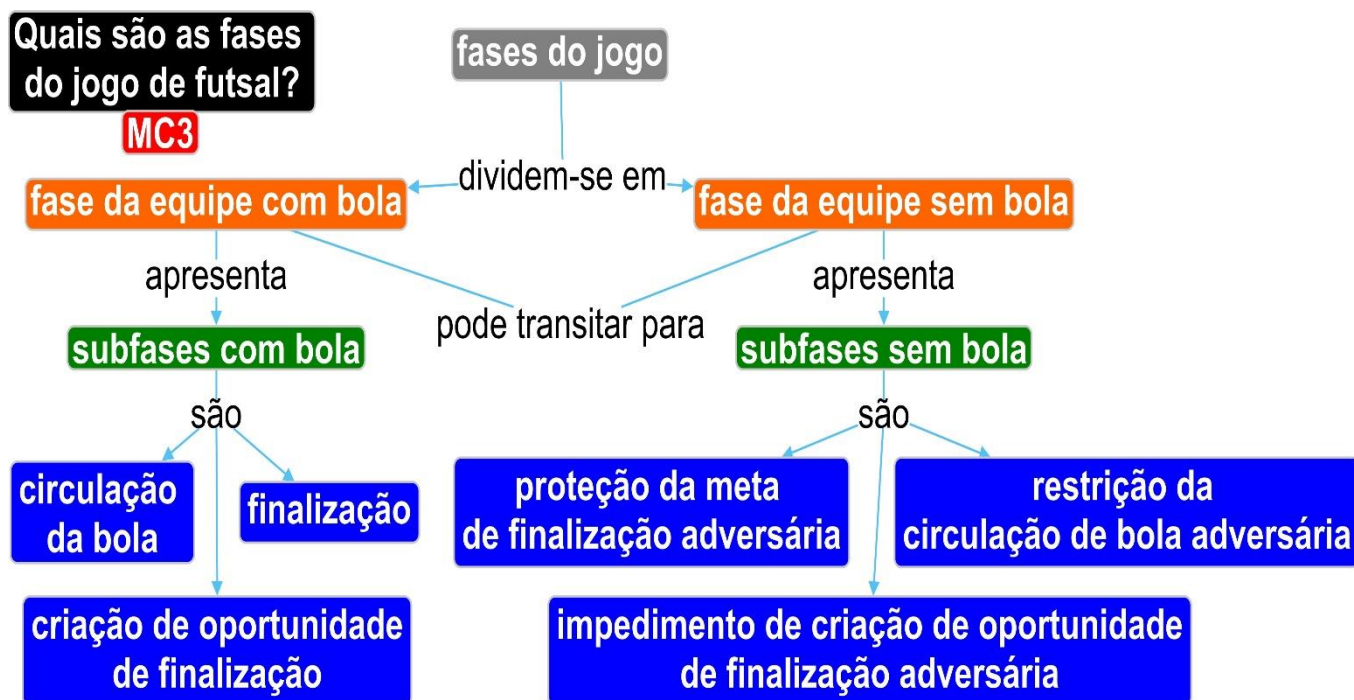 Quais são as fases
do jogo de futsal?
MC3
fases do jogo
dividem-se em
fase da equipe com bola
fase da equipe sem bola
apresenta
apresenta
pode transitar para
subfases com bola
subfases sem bola
são
são
circulação
da bola
finalização
proteção da meta
de finalização adversária
restrição da
circulação de bola adversária
criação de oportunidade
de finalização
impedimento de criação de oportunidade
de finalização adversária